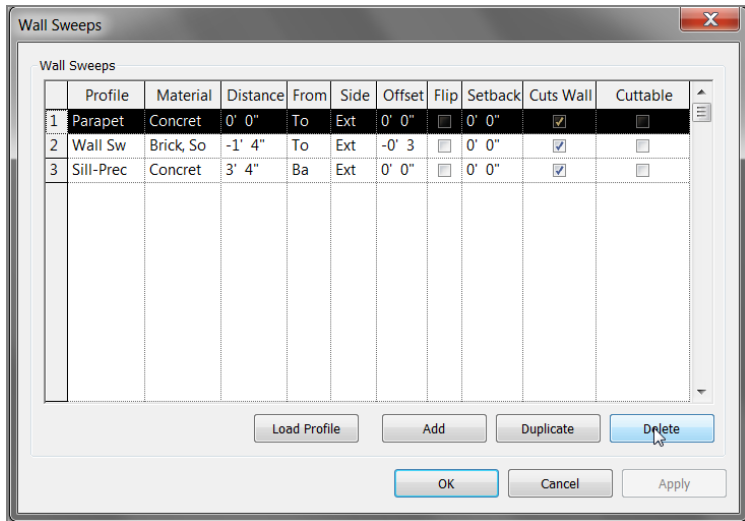 Wall Sweeps
Wall Sweeps
Profile Material Distance From Side Offset Flip Setback Cuts Wall Cuttable
1 Parapet Concret 0' 0" To Ext 0' 0" 0' 0"
2 Wall Sw Brick, So -1' 4" To Ext -0' 3 0' 0"
3 Sill-Prec Concret 3' 4" Ba Ext 0' 0" 0' 0"
Load Profile Add Duplicate Delete
OK Cancel Apply